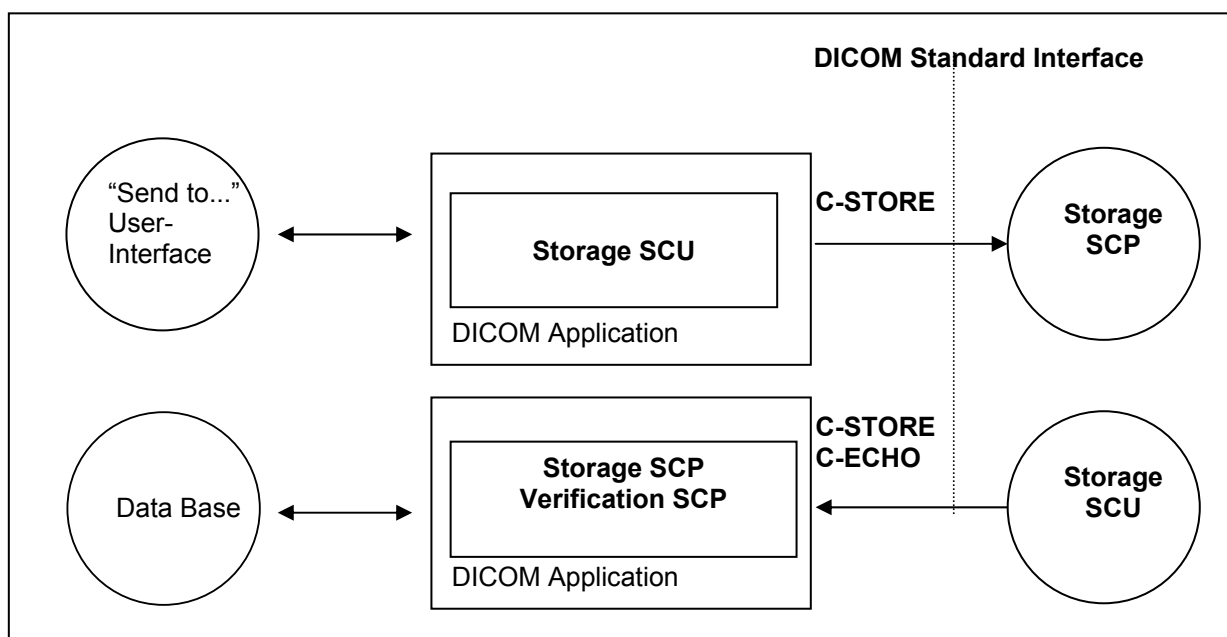 DICOM Standard Interface
“Send to...”
User-
Interface
Storage SCU
DICOM Application
C-STORE
Storage
SCP
Data Base
Storage SCP
Verification SCP
DICOM Application
C-STORE
C-ECHO
Storage
SCU